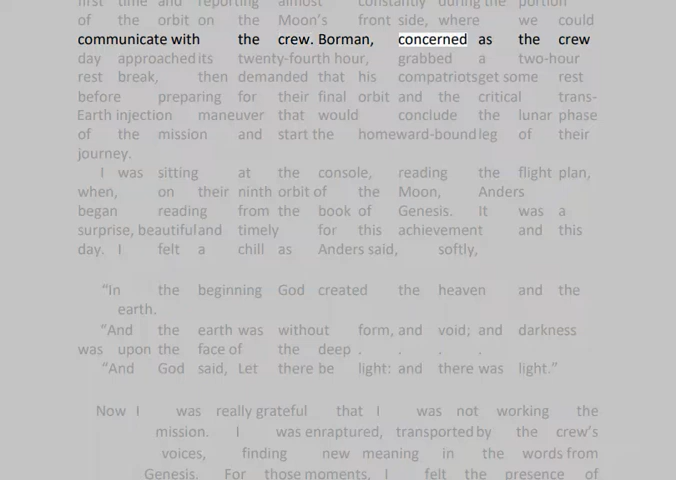 first time and reporting almost constantly during the portion
of the orbit on the Moon's front side, where we could
communicate with the crew. Borman, concerned as the crew
day approached its twenty-fourth hour, grabbed a two-hour
rest break, then demanded that his compatriotsget some rest
before preparing for their final orbit and the critical trans-
Earth injection maneuver that would conclude the lunar phase
of the mission and start the homeward-bound leg of their
journey.
I was sitting at the console, reading the flight plan,
when, on their ninth orbit of the Moon, Anders
began reading from the book of Genesis. It was a
surprise, beautiful and timely for this achievement and this
day. I felt a chill as Anders said, softly,
“In the beginning God created the heaven and the
earth.
“And the earth was without form, and void; and darkness
was upon the face of the deep . . . .
“And God said, Let there be light: and there was light.”
Now I was really grateful that I was not working the
mission. I was enraptured, transported by the crew's
voices, finding new meaning in the words from
Genesis. For those moments, I felt the presence of